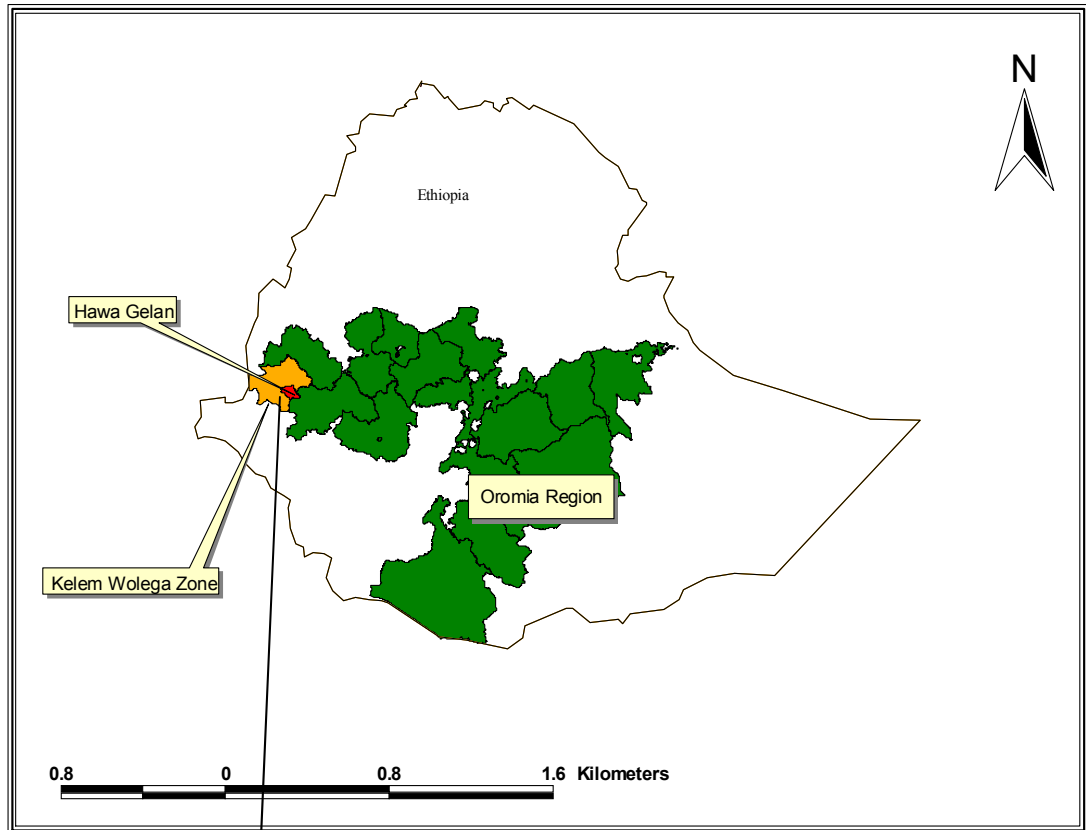 N
Ethiopia
Hawa Gelan
Oromia Region
Kelem Wolega Zone
0.8 0 0.8 1.6 Kilometers